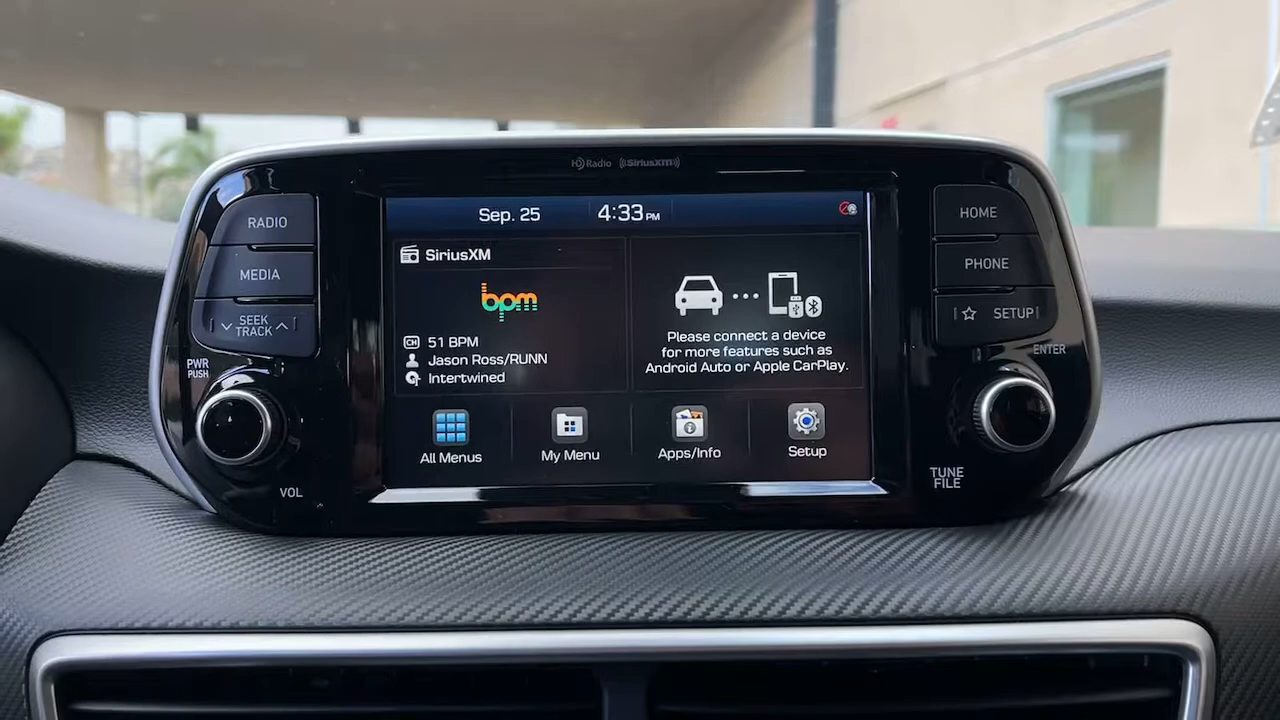 HD Radio
((SiriusXM))
RADIO
MEDIA
SEEK
TRACK
PWR
PUSH
VOL
Sep. 25
4:33 PM
SiriusXM
bpm
CH 51 BPM
Jason Ross/RUNN
Intertwined
Please connect a device
for more features such as
Android Auto or Apple CarPlay.
All Menus
My Menu
Apps/Info
Setup
HOME
PHONE
SETUP
ENTER
TUNE
FILE